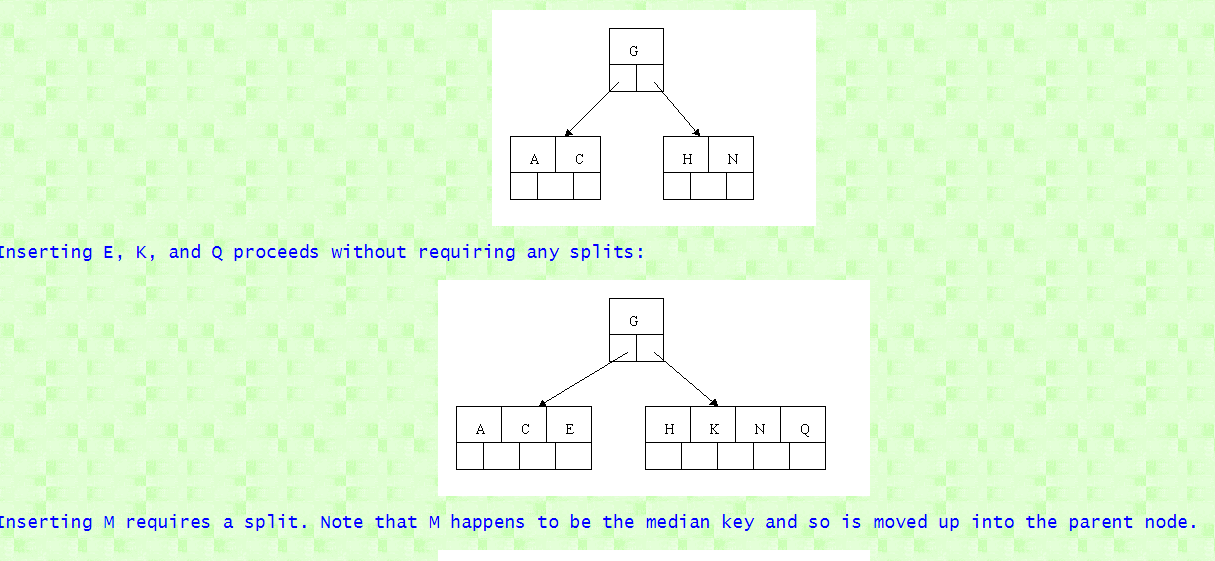 G
A C H N
Inserting E, K, and Q proceeds without requiring any splits:
G
A C E H K N Q
Inserting M requires a split. Note that M happens to be the median key and so is moved up into the parent node.